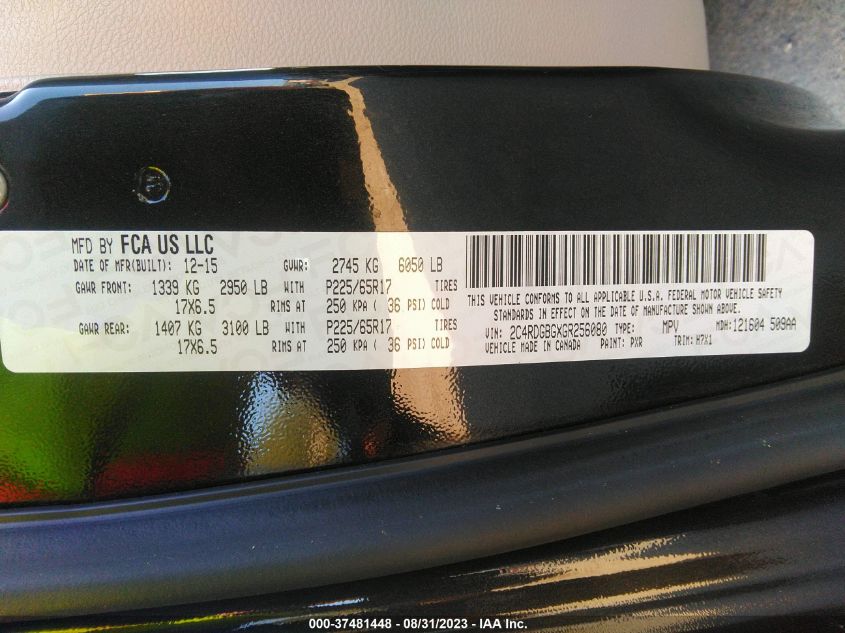 MFD BY FCA US LLC
DATE OF MFR(BUILT): 12-15 GVWR: 2745 KG 6050 LB
GAWR FRONT: 1339 KG 2950 LB WITH P225/65R17 TIRES
17X6.5 RIMS AT 250 KPA ( 36 PSI) COLD
GAWR REAR: 1407 KG 3100 LB WITH P225/65R17 TIRES
17X6.5 RIMS AT 250 KPA ( 36 PSI) COLD
THIS VEHICLE CONFORMS TO ALL APPLICABLE U.S.A. FEDERAL MOTOR VEHICLE SAFETY
STANDARDS IN EFFECT ON THE DATE OF MANUFACTURE SHOWN ABOVE.
VIN: 2C4RDGBGXGR256080 TYPE: MPV MDH: 121604 509AA
VEHICLE MADE IN CANADA PAINT: PXR TRIM: H7X1
000-37481448 - 08/31/2023 - IAA Inc.